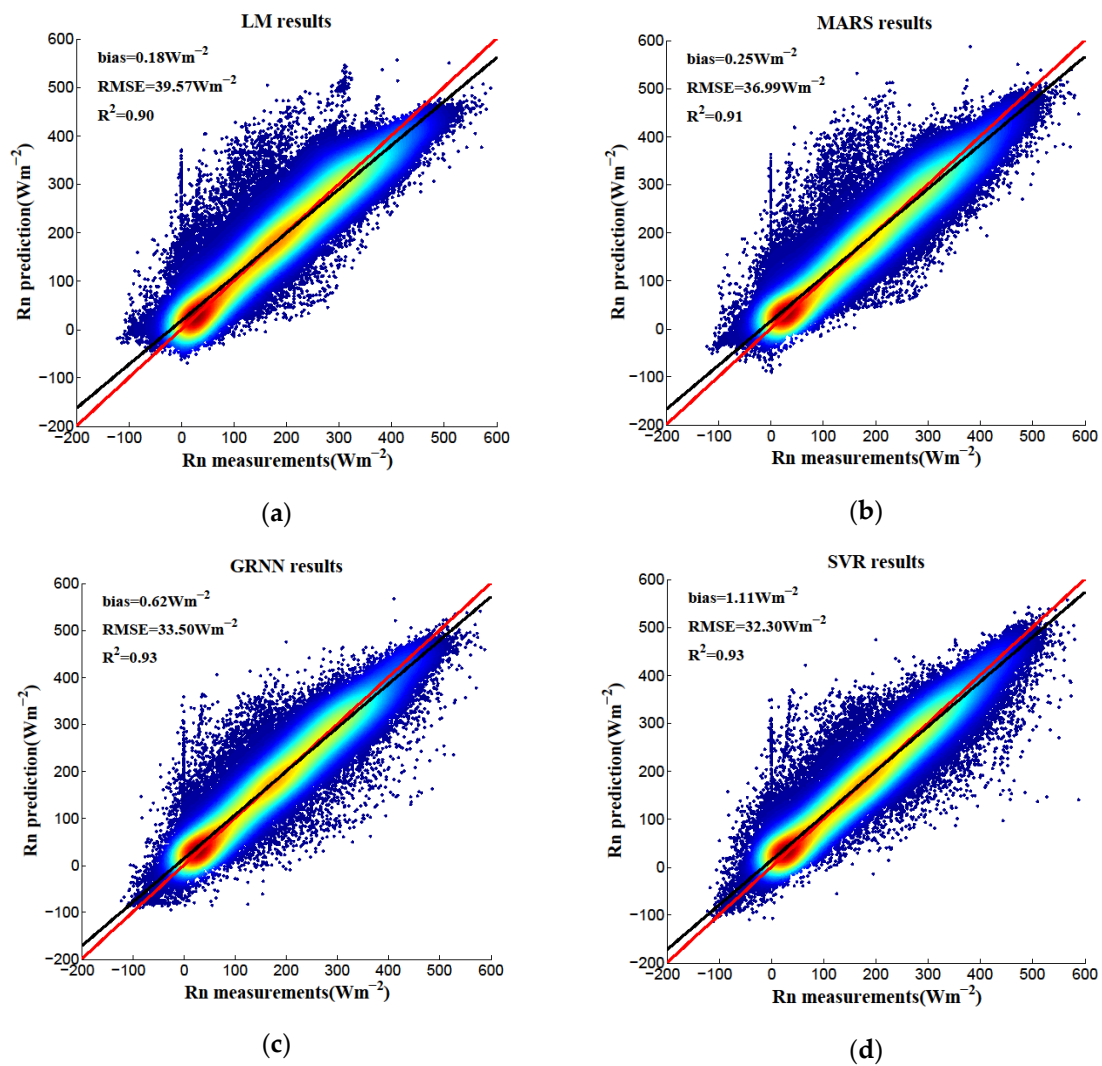 LM results
bias=0.18Wm−2
RMSE=39.57Wm−2
R2=0.90
Rn prediction(Wm−2)
600
500
400
300
200
100
0
−100
−200
−200 −100 0 100 200 300 400 500 600
Rn measurements(Wm−2)
(a)
MARS results
bias=0.25Wm−2
RMSE=36.99Wm−2
R2=0.91
Rn prediction(Wm−2)
600
500
400
300
200
100
0
−100
−200
−200 −100 0 100 200 300 400 500 600
Rn measurements(Wm−2)
(b)
GRNN results
bias=0.62Wm−2
RMSE=33.50Wm−2
R2=0.93
Rn prediction(Wm−2)
600
500
400
300
200
100
0
−100
−200
−200 −100 0 100 200 300 400 500 600
Rn measurements(Wm−2)
(c)
SVR results
bias=1.11Wm−2
RMSE=32.30Wm−2
R2=0.93
Rn prediction(Wm−2)
600
500
400
300
200
100
0
−100
−200
−200 −100 0 100 200 300 400 500 600
Rn measurements(Wm−2)
(d)